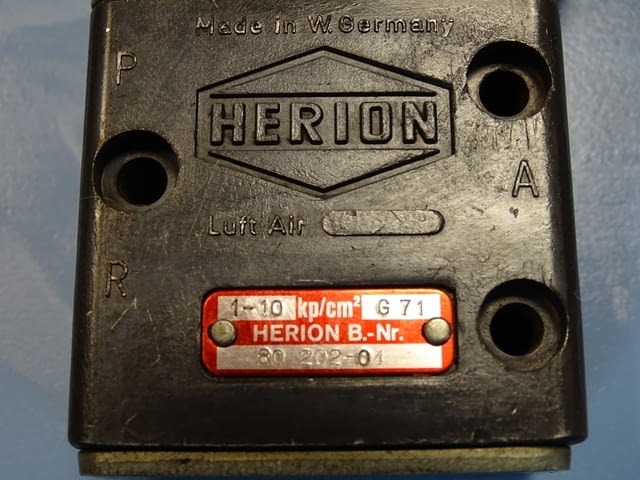 Made in W. Germany
P
HERION
A
Luft Air
R
1-10 kp/cm² G 71
HERION B.-Nr.
80 202-04